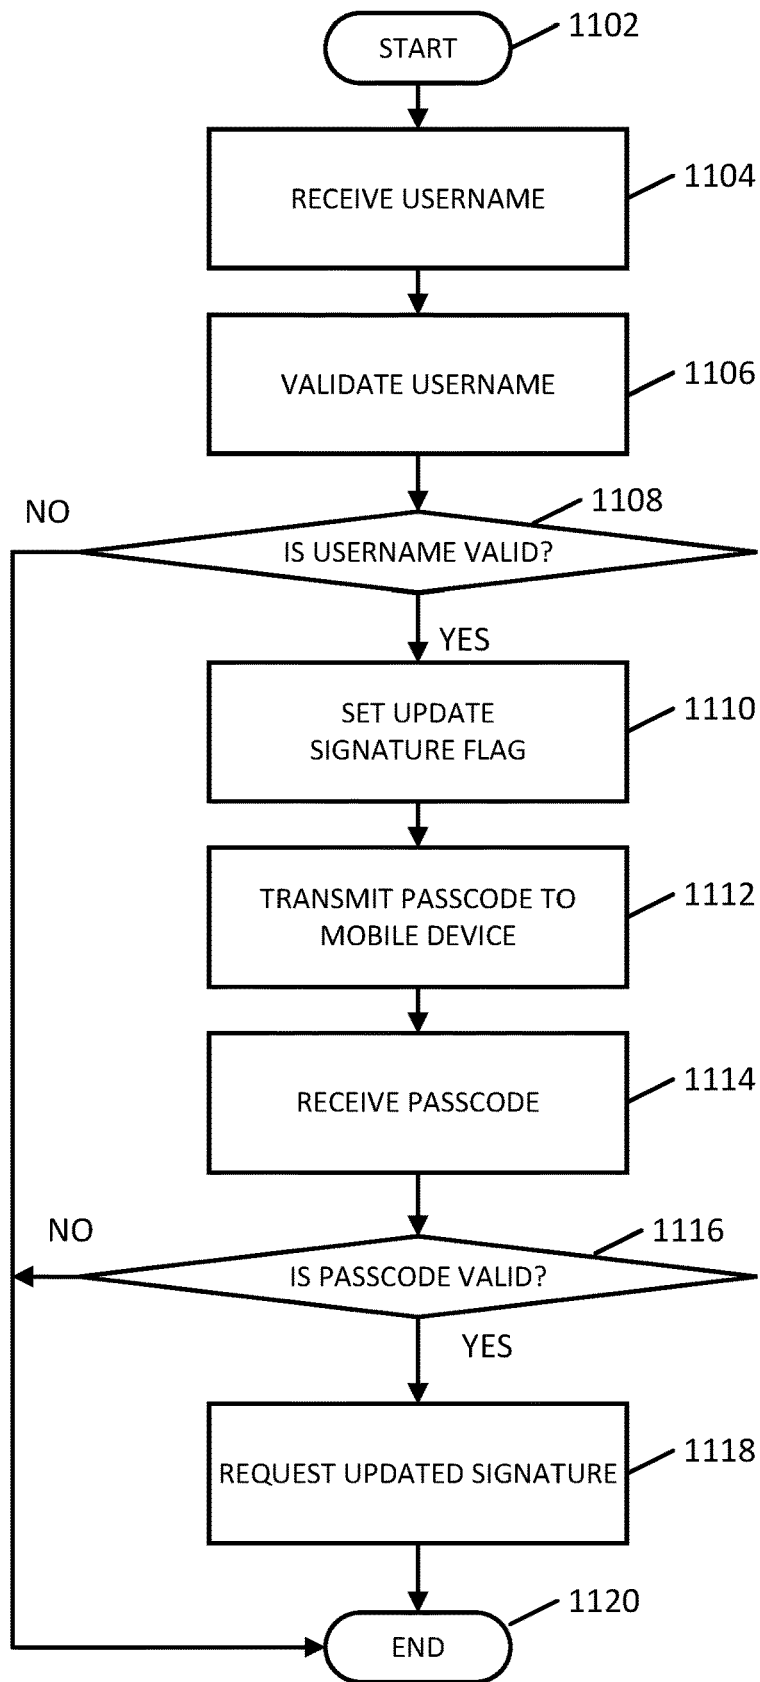 START
1102
RECEIVE USERNAME
1104
VALIDATE USERNAME
1106
NO
1108
IS USERNAME VALID?
YES
SET UPDATE
SIGNATURE FLAG
1110
TRANSMIT PASSCODE TO
MOBILE DEVICE
1112
RECEIVE PASSCODE
1114
NO
1116
IS PASSCODE VALID?
YES
REQUEST UPDATED SIGNATURE
1118
1120
END